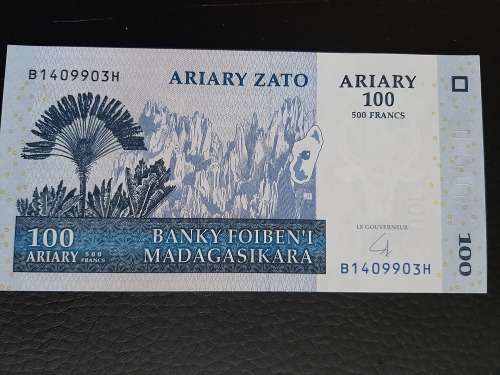 B1409903H
ARIARY ZATO
ARIARY
100
500 FRANCS
LE GOUVERNEUR
B1409903H
100
ARIARY 500 FRANCS
BANKY FOIBEN'I
MADAGASIKARA
100